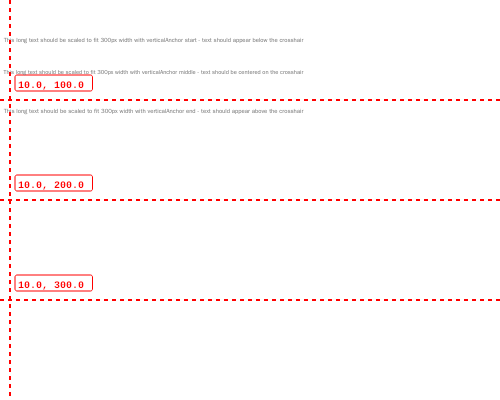 This long text should be scaled to fit 300px width with verticalAnchor start - text should appear below the crosshair
This long text should be scaled to fit 300px width with verticalAnchor middle - text should be centered on the crosshair
10.0, 100.0
This long text should be scaled to fit 300px width with verticalAnchor end - text should appear above the crosshair
10.0, 200.0
10.0, 300.0